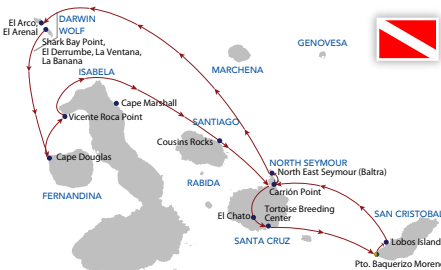 El Arco,
El Arenal
DARWIN
WOLF
Shark Bay Point,
El Derrumbe, La Ventana,
La Banana
GENOVESA
MARCHENA
ISABELA
Cape Marshall
Vicente Roca Point
SANTIAGO
Cousins Rocks
Cape Douglas
RABIDA
NORTH SEYMOUR
North East Seymour (Baltra)
Carrión Point
FERNANDINA
El Chato
Tortoise Breeding
Center
SAN CRISTOBAL
SANTA CRUZ
Lobos Island
Pto. Baquerizo Moreno